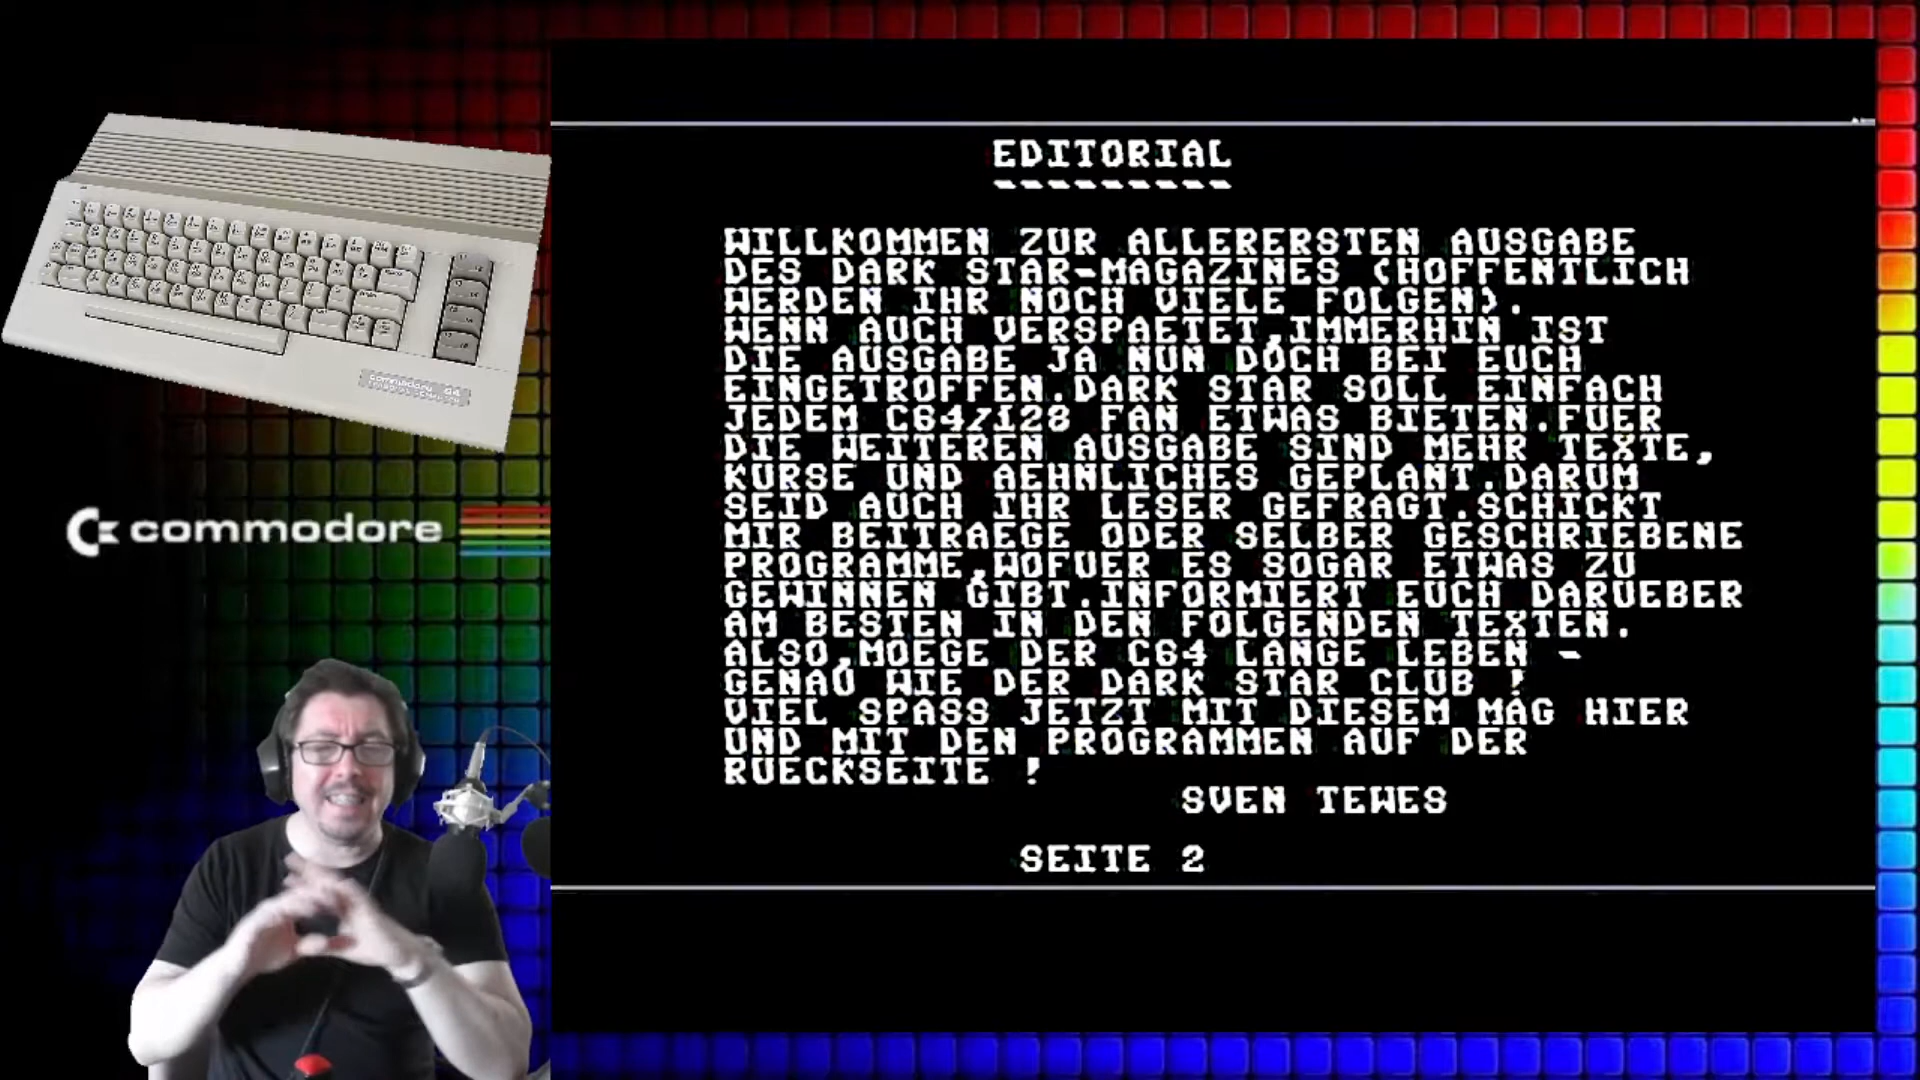 EDITORIAL
---------
WILLKOMMEN ZUR ALLERERSTEN AUSGABE
DES DARK STAR-MAGAZINES (HOFFENTLICH
WERDEN IHR NOCH VIELE FOLGEN).
WENN AUCH VERSPAETET,IMMERHIN IST
DIE AUSGABE JA NUN DOCH BEI EUCH
EINGETROFFEN.DARK STAR SOLL EINFACH
JEDEM C64/128 FAN ETWAS BIETEN.FUER
DIE WEITEREN AUSGABE SIND MEHR TEXTE,
KURSE UND AEHNLICHES GEPLANT.DARUM
SEID AUCH IHR LESER GEFRAGT.SCHICKT
MIR BEITRAEGE ODER SELBER GESCHRIEBENE
PROGRAMME,WOFUER ES SOGAR ETWAS ZU
GEWINNEN GIBT.INFORMIERT EUCH DARUEBER
AM BESTEN IN DEN FOLGENDEN TEXTEN.
ALSO,MOEGE DER C64 LANGE LEBEN -
GENAU WIE DER DARK STAR CLUB !
VIEL SPASS JETZT MIT DIESEM MAG HIER
UND MIT DEN PROGRAMMEN AUF DER
RUECKSEITE !
SVEN TEWES
SEITE 2
commodore 64
commodore